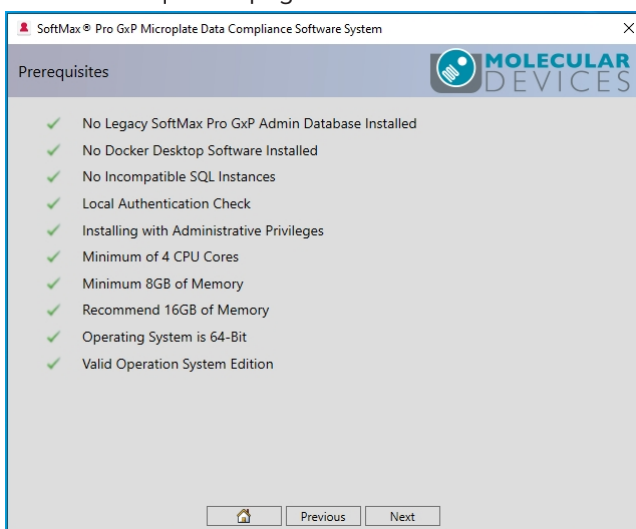 SoftMax® Pro GxP Microplate Data Compliance Software System
Prerequisites
MOLECULAR
DEVICES
No Legacy SoftMax Pro GxP Admin Database Installed
No Docker Desktop Software Installed
No Incompatible SQL Instances
Local Authentication Check
Installing with Administrative Privileges
Minimum of 4 CPU Cores
Minimum 8GB of Memory
Recommend 16GB of Memory
Operating System is 64-Bit
Valid Operation System Edition
Previous Next